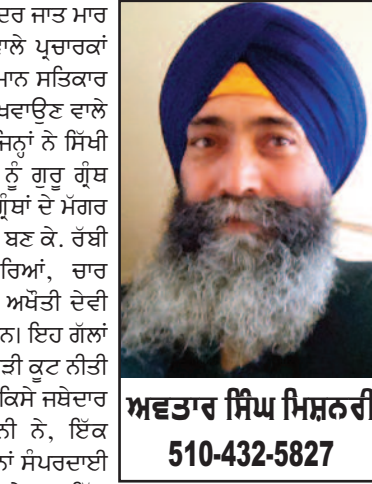 ਦਰ ਜਾਤ ਮਾਰ
ਾਲੇ ਪ੍ਰਚਾਰਕਾਂ
ਮਾਨ ਸਤਿਕਾਰ
ਖਵਾਉਣ ਵਾਲੇ
ਜਿਨ੍ਹਾਂ ਨੇ ਸਿੱਖੀ
ਨੂੰ ਗੁਰੂ ਗ੍ਰੰਥ
ਗ੍ਰੰਥਾਂ ਦੇ ਮੱਗਰ
ਬਣ ਕੇ. ਰੱਬੀ
ਰਿਆਂ, ਚਾਰ
ਅਖੌਤੀ ਦੇਵੀ
ਨ। ਇਹ ਗੱਲਾਂ
ੜੀ ਕੂਟ ਨੀਤੀ
ਕਿਸੇ ਜਥੇਦਾਰ
ਨੀ ਨੇ, ਇੱਕ
ਨਾਂ ਸੰਪਰਦਾਈ
ਅਵਤਾਰ ਸਿੰਘ ਮਿਸ਼ਨਰੀ
510-432-5827